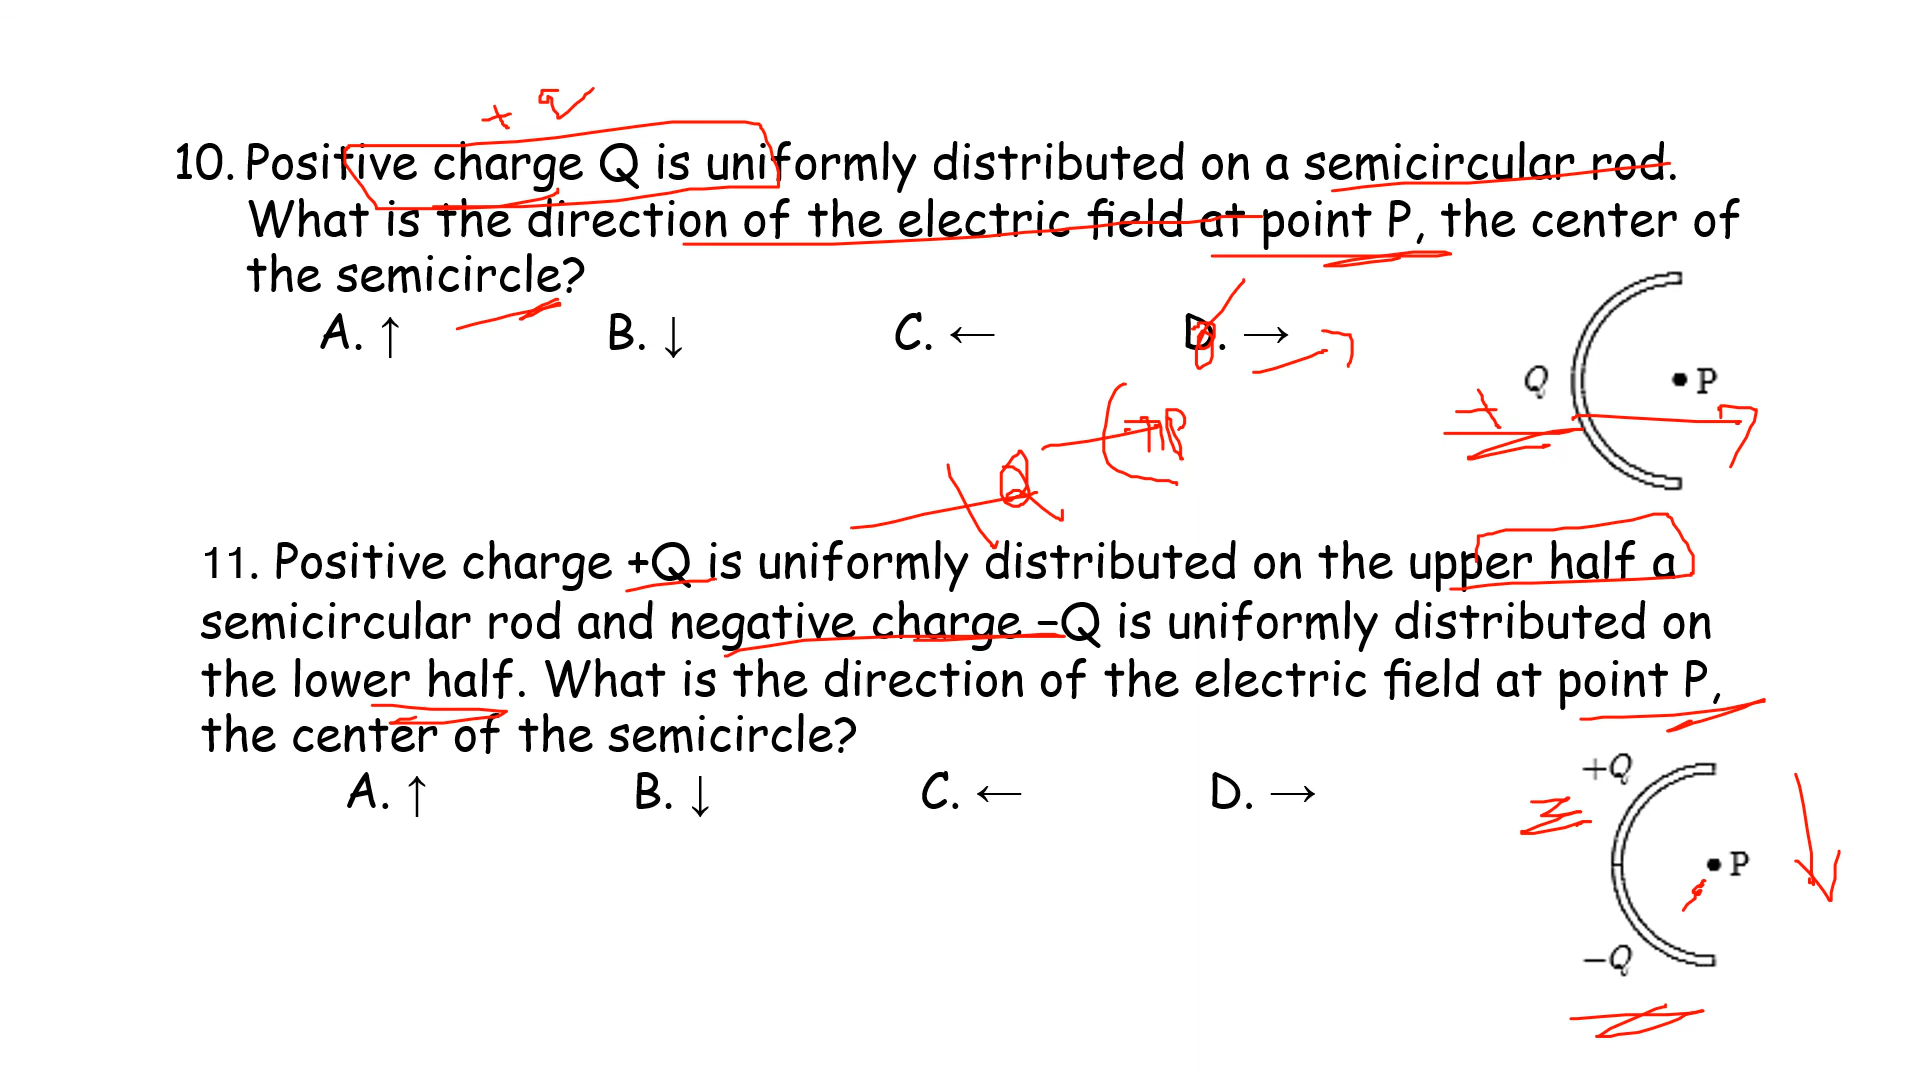 + Q
10. Positive charge Q is uniformly distributed on a semicircular rod.
What is the direction of the electric field at point P, the center of
the semicircle?
A. ↑ B. ↓ C. ← D. →
Q
P
+
11. Positive charge +Q is uniformly distributed on the upper half a
semicircular rod and negative charge –Q is uniformly distributed on
the lower half. What is the direction of the electric field at point P,
the center of the semicircle?
A. ↑ B. ↓ C. ← D. →
+Q
P
−Q